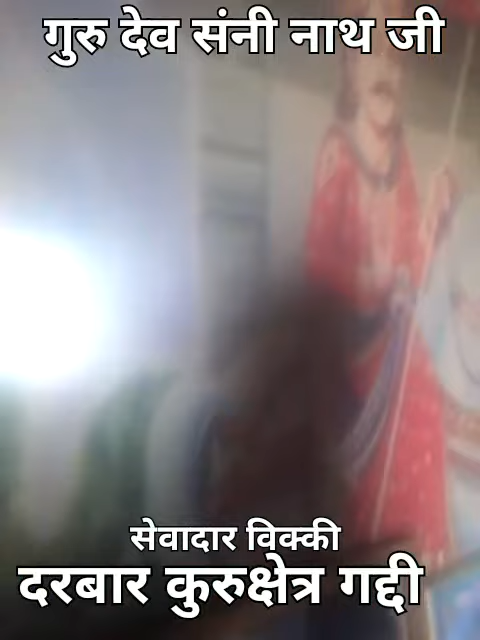 गुरु देव संनी नाथ जी
सेवादार विक्की
दरबार कुरुक्षेत्र गद्दी